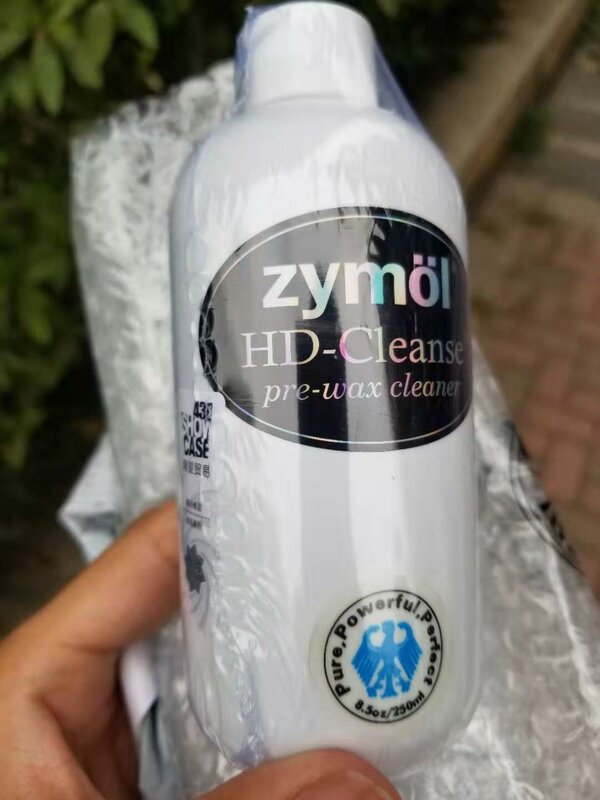 zymöl
HD-Cleanse
pre-wax cleaner
SHOW
CASE
Pure,Powerful,Perfect
8.5oz/250ml